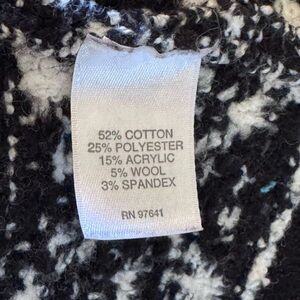 52% COTTON
25% POLYESTER
15% ACRYLIC
5% WOOL
3% SPANDEX
RN 97641